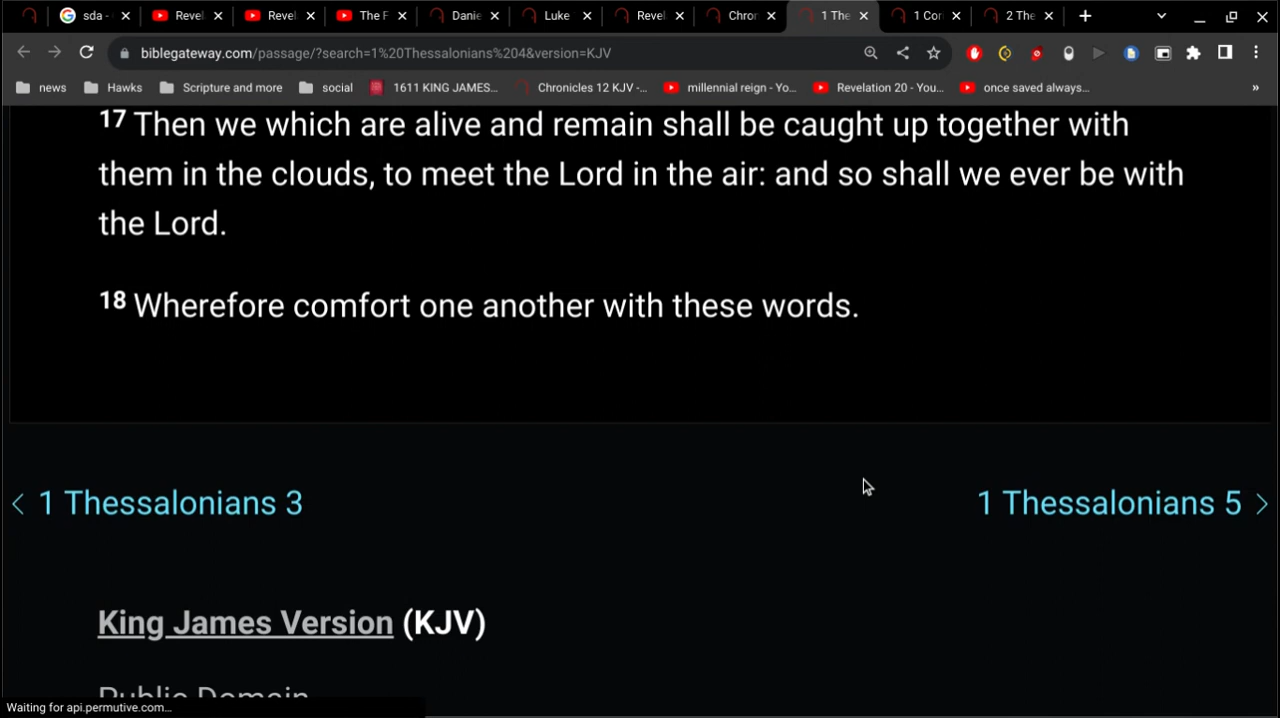 sda - Revel Revel The F Danie Luke Revel Chron 1 The 1 Cor 2 The
biblegateway.com/passage/?search=1%20Thessalonians%204&version=KJV
news Hawks Scripture and more social 1611 KING JAMES... Chronicles 12 KJV -... millennial reign - Yo... Revelation 20 - You... once saved always... »
17 Then we which are alive and remain shall be caught up together with
them in the clouds, to meet the Lord in the air: and so shall we ever be with
the Lord.
18 Wherefore comfort one another with these words.
< 1 Thessalonians 3 1 Thessalonians 5 >
King James Version (KJV)
Public Domain
Waiting for api.permutive.com...